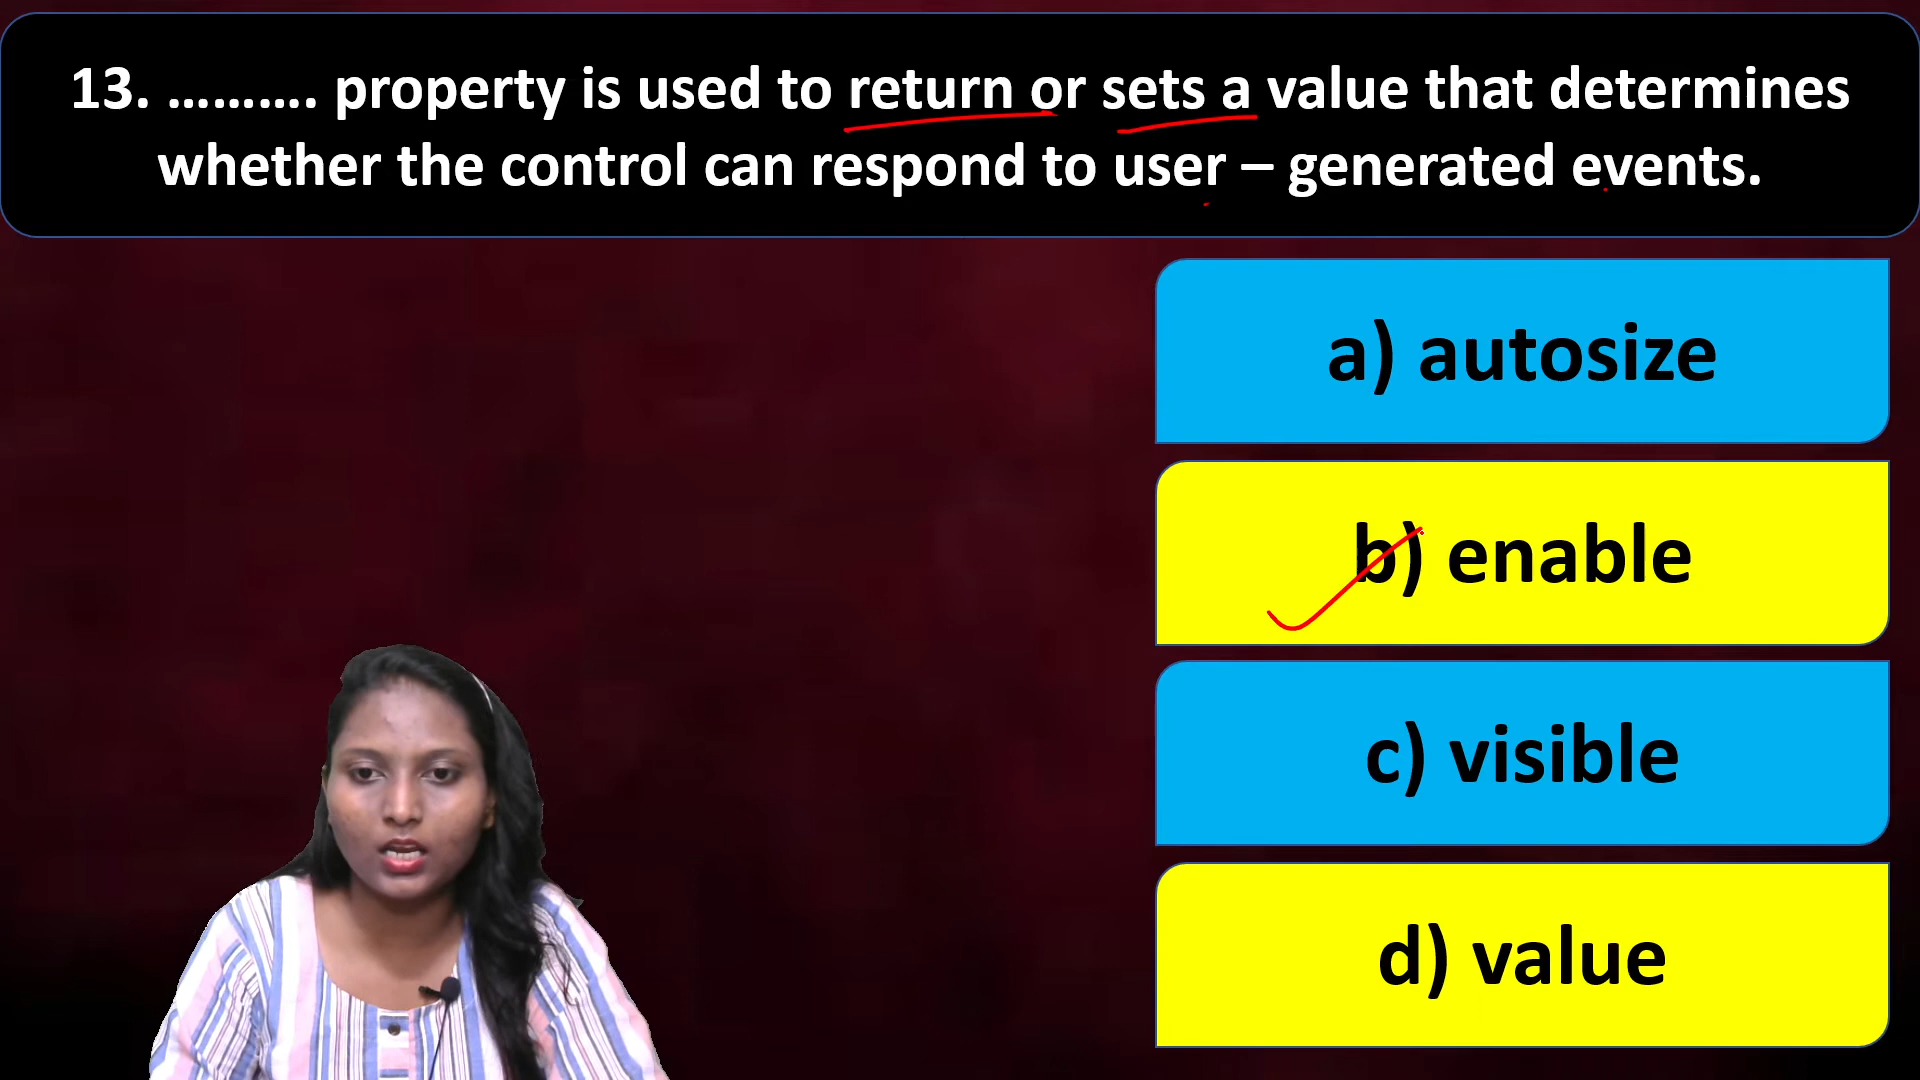 13. .......... property is used to return or sets a value that determines
whether the control can respond to user – generated events.
a) autosize
b) enable
c) visible
d) value